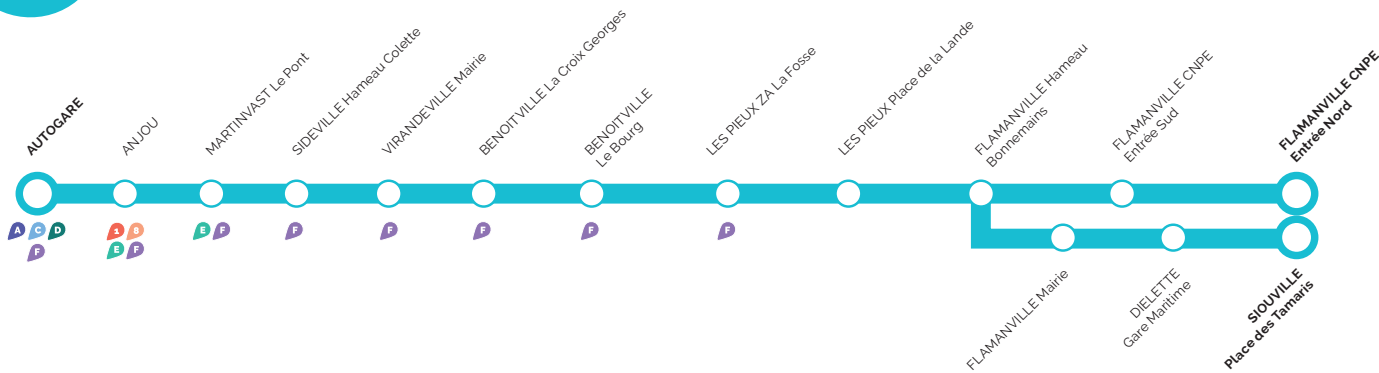 AUTOGARE
ANJOU
MARTINVAST Le Pont
SIDEVILLE Hameau Colette
VIRANDEVILLE Mairie
BENOITVILLE La Croix Georges
BENOITVILLE
Le Bourg
LES PIEUX ZA La Fosse
LES PIEUX Place de la Lande
FLAMANVILLE Hameau
Bonnemains
FLAMANVILLE CNPE
Entrée Sud
FLAMANVILLE CNPE
Entrée Nord
A C D
F
1 8
E F
E F
F
F
F
F
F
FLAMANVILLE Mairie
DIELETTE
Gare Maritime
SIOUVILLE
Place des Tamaris